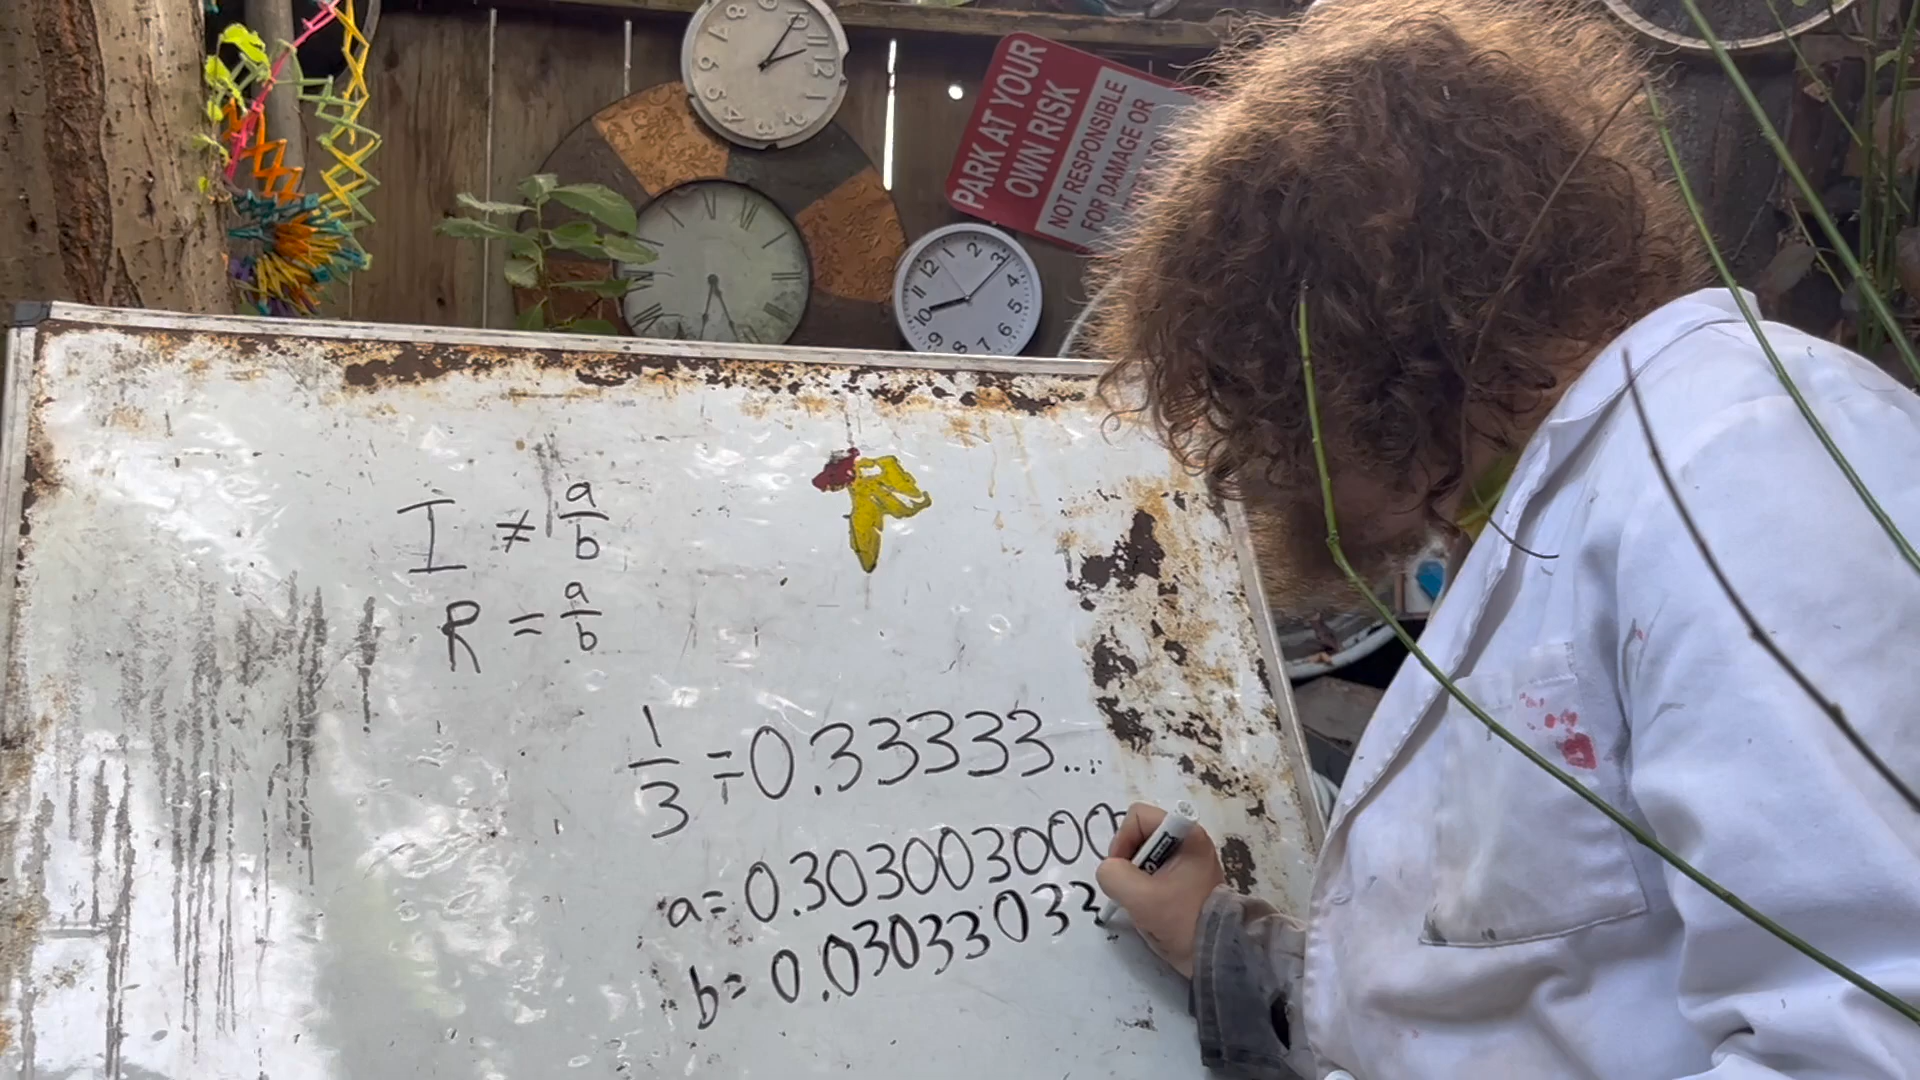 PARK AT YOUR
OWN RISK
NOT RESPONSIBLE
FOR DAMAGE OR
I ≠ a/b
R = a/b
1/3 = 0.33333...
a = 0.303003000
b = 0.03033033